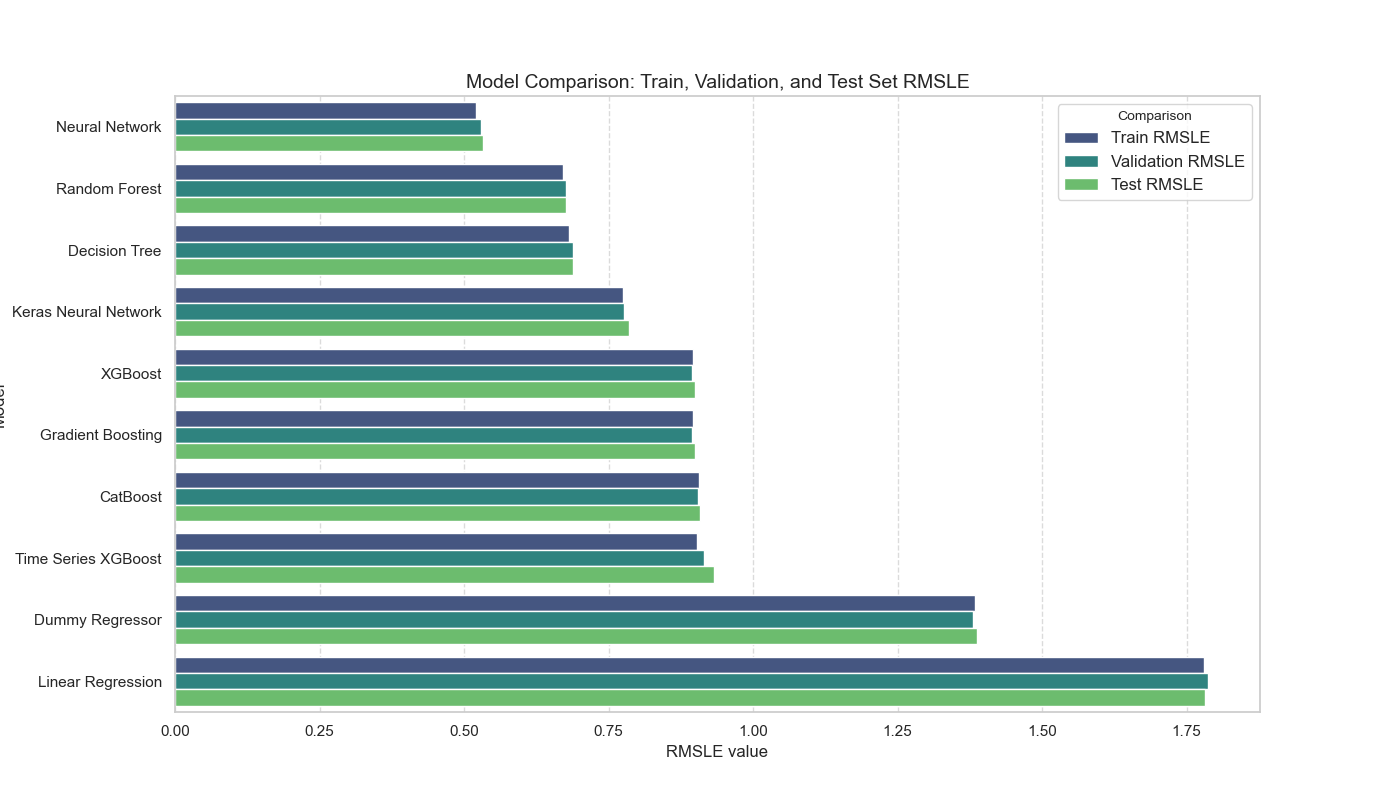 Model Comparison: Train, Validation, and Test Set RMSLE
Comparison
Train RMSLE
Validation RMSLE
Test RMSLE
Neural Network
Random Forest
Decision Tree
Keras Neural Network
XGBoost
Gradient Boosting
CatBoost
Time Series XGBoost
Dummy Regressor
Linear Regression
Model
0.00 0.25 0.50 0.75 1.00 1.25 1.50 1.75
RMSLE value